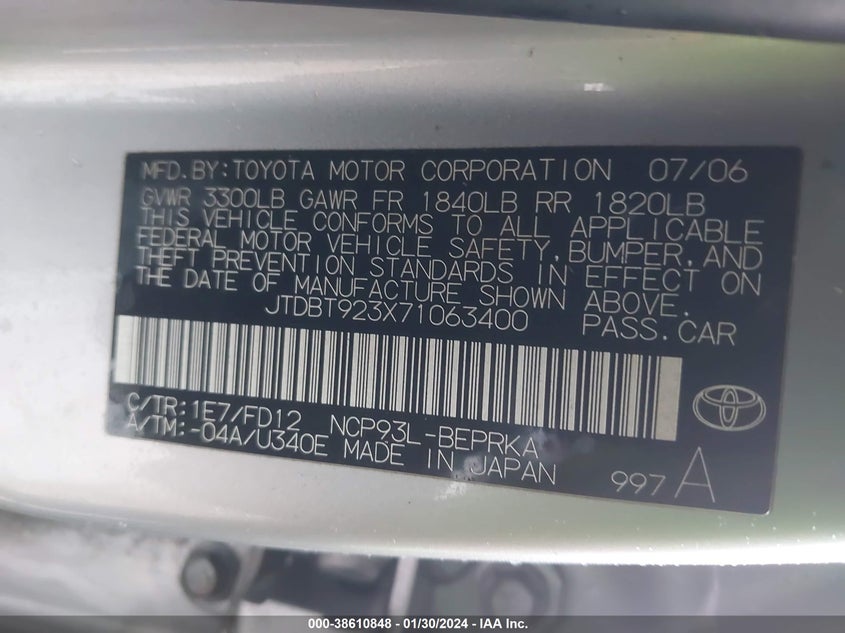 MFD.BY:TOYOTA MOTOR CORPORATION 07/06
GVWR 3300LB GAWR FR 1840LB RR 1820LB
THIS VEHICLE CONFORMS TO ALL APPLICABLE
FEDERAL MOTOR VEHICLE SAFETY,BUMPER,AND
THEFT PREVENTION STANDARDS IN EFFECT ON
THE DATE OF MANUFACTURE SHOWN ABOVE.
JTDBT923X71063400 PASS.CAR
C/TR:1E7/FD12 NCP93L-BEPRKA
A/TM:-04A/U340E MADE IN JAPAN 997A
000-38610848 - 01/30/2024 - IAA Inc.